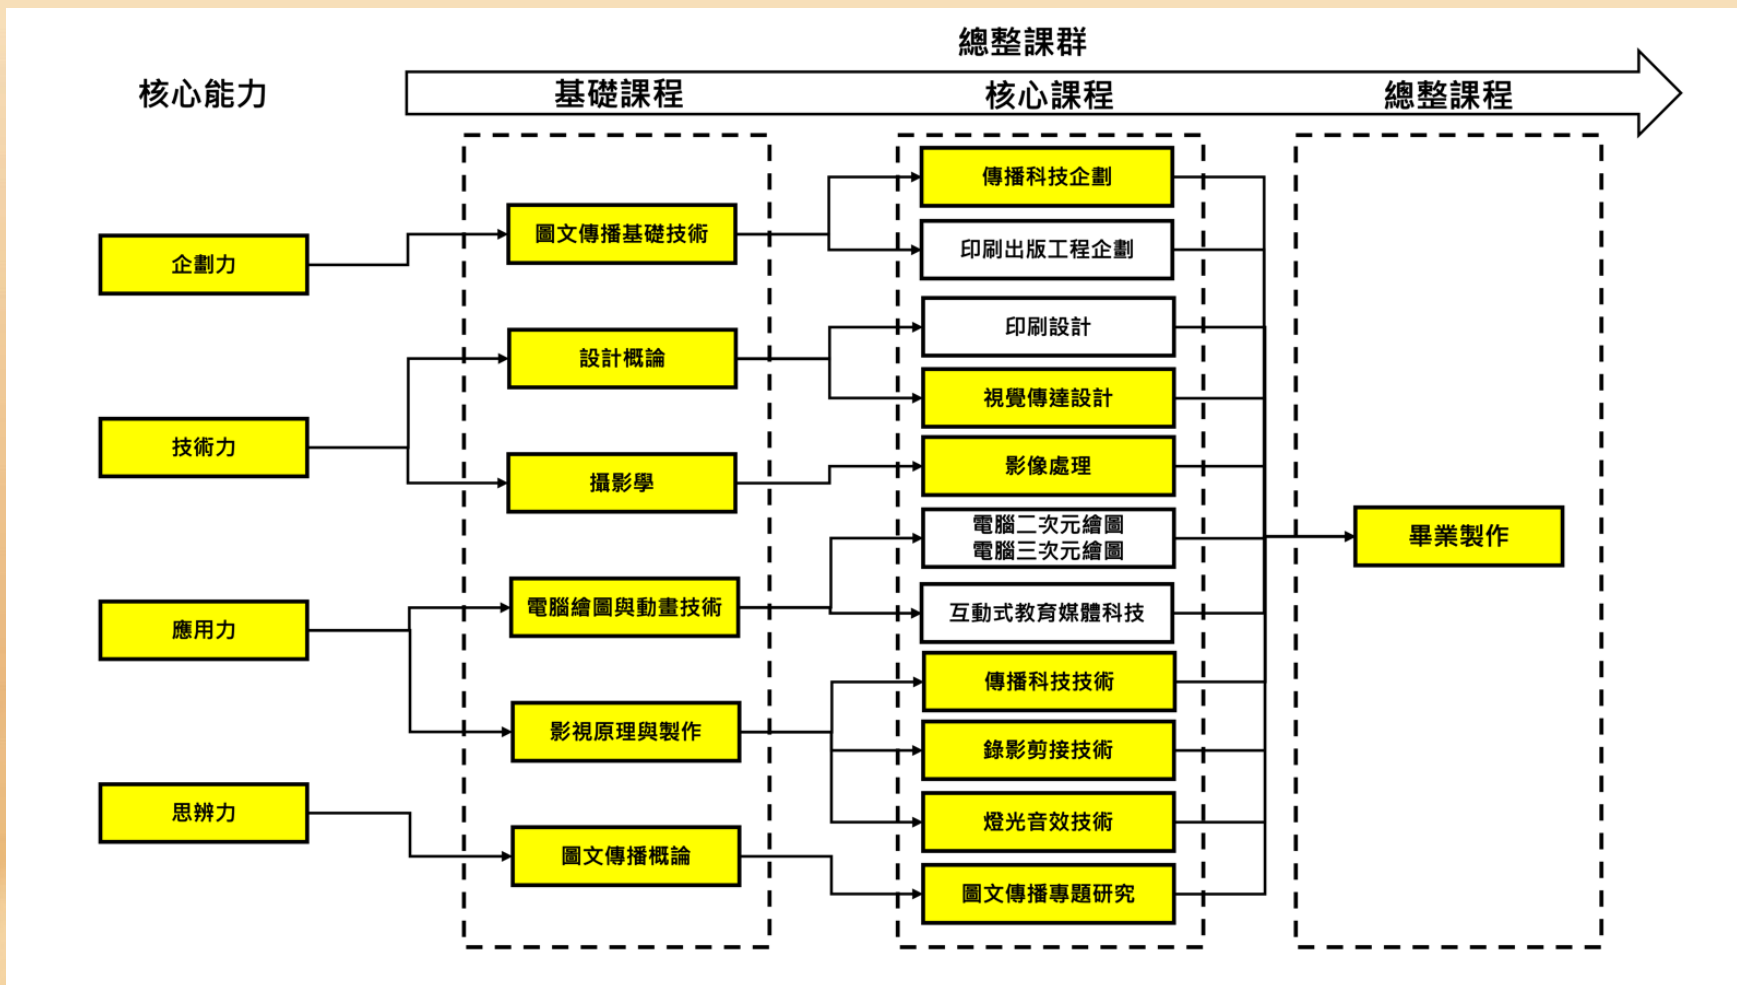 總整課群
核心能力
基礎課程
核心課程
總整課程
企劃力
技術力
應用力
思辨力
圖文傳播基礎技術
設計概論
攝影學
電腦繪圖與動畫技術
影視原理與製作
圖文傳播概論
傳播科技企劃
印刷出版工程企劃
印刷設計
視覺傳達設計
影像處理
電腦二次元繪圖
電腦三次元繪圖
互動式教育媒體科技
傳播科技技術
錄影剪接技術
燈光音效技術
圖文傳播專題研究
畢業製作